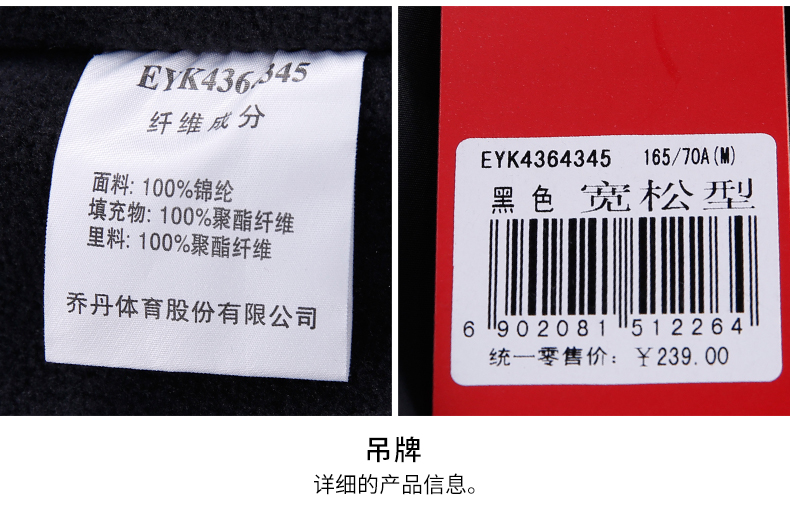 EYK4364345
纤维成分
面料: 100%锦纶
填充物: 100%聚酯纤维
里料: 100%聚酯纤维
乔丹体育股份有限公司
EYK4364345 165/70A(M)
黑色 宽松型
6 902081 512264
统一零售价: ¥239.00
吊牌
详细的产品信息。